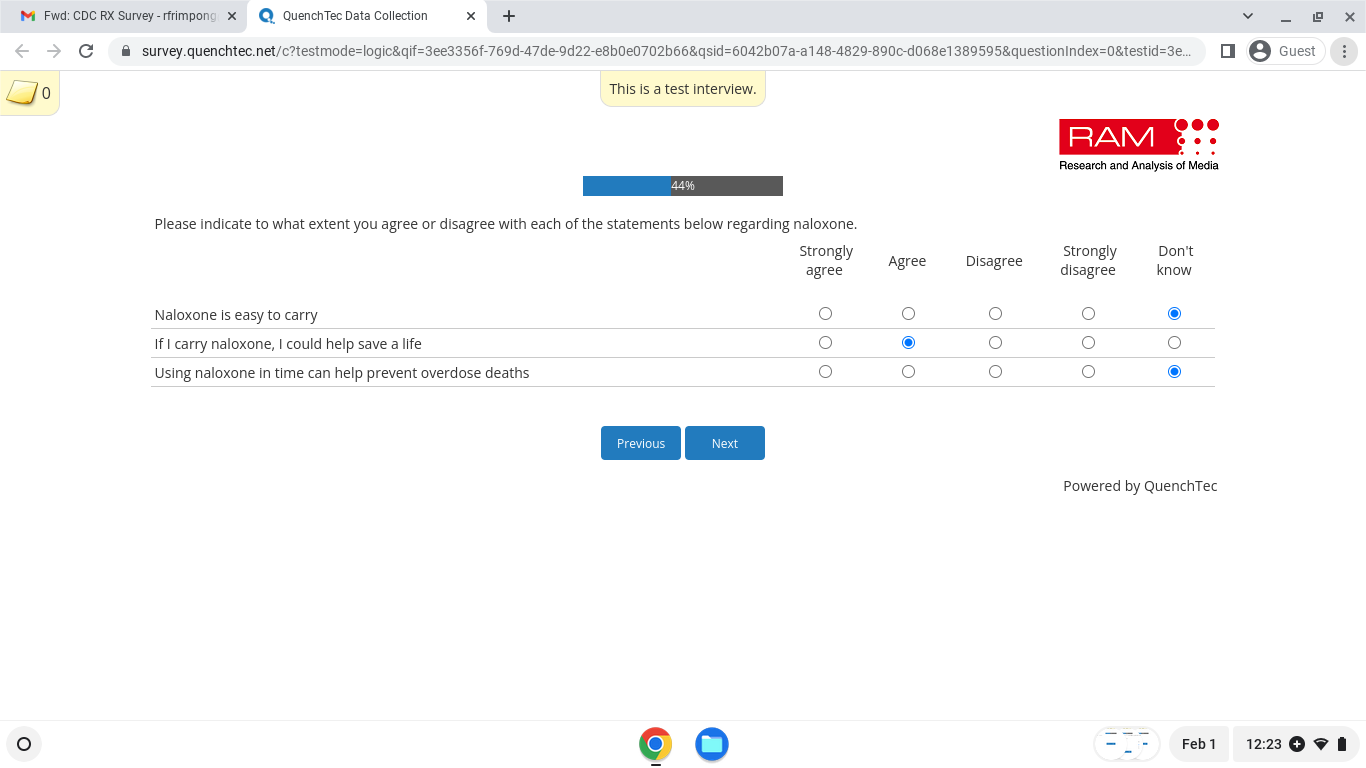 Fwd: CDC RX Survey - rfrimpong
QuenchTec Data Collection
survey.quenchtec.net/c?testmode=logic&qif=3ee3356f-769d-47de-9d22-e8b0e0702b66&qsid=6042b07a-a148-4829-890c-d068e1389595&questionIndex=0&testid=3e...
Guest
0
This is a test interview.
RAM
Research and Analysis of Media
44%
Please indicate to what extent you agree or disagree with each of the statements below regarding naloxone.
Strongly agree Agree Disagree Strongly disagree Don't know
Naloxone is easy to carry
If I carry naloxone, I could help save a life
Using naloxone in time can help prevent overdose deaths
Previous Next
Powered by QuenchTec
Feb 1 12:23